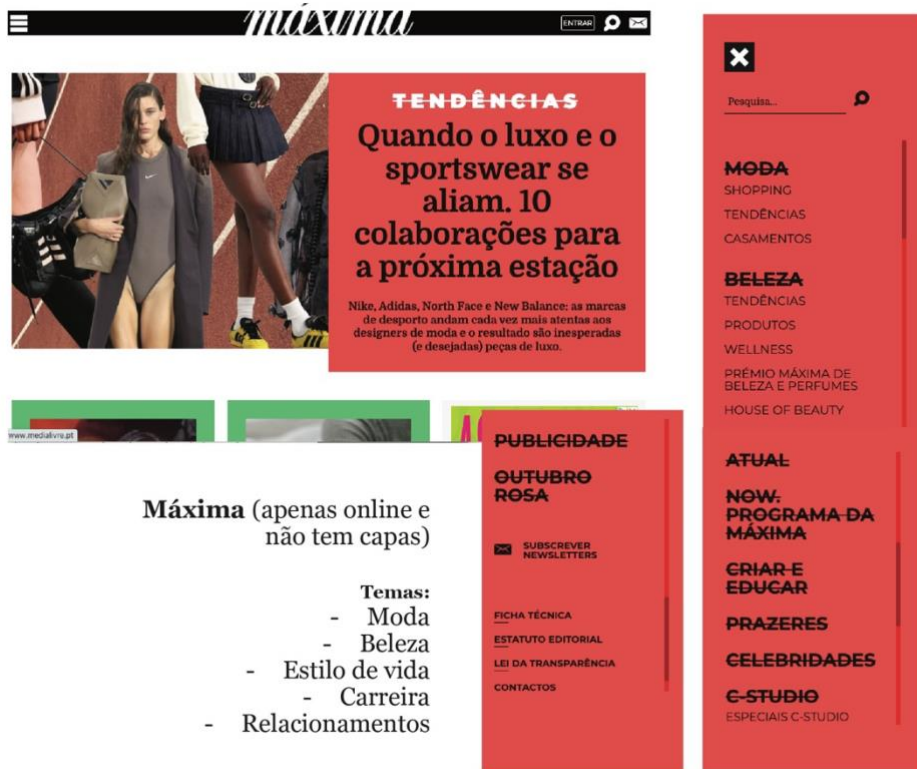 máxima
ENTRAR
TENDÊNCIAS
Quando o luxo e o
sportswear se
aliam. 10
colaborações para
a próxima estação
Nike, Adidas, North Face e New Balance: as marcas
de desporto andam cada vez mais atentas aos
designers de moda e o resultado são inesperadas
(e desejadas) peças de luxo.
www.medialivre.pt
Máxima (apenas online e
não tem capas)
Temas:
- Moda
- Beleza
- Estilo de vida
- Carreira
- Relacionamentos
PUBLICIDADE
OUTUBRO
ROSA
SUBSCREVER
NEWSLETTERS
FICHA TÉCNICA
ESTATUTO EDITORIAL
LEI DA TRANSPARÊNCIA
CONTACTOS
Pesquisa...
MODA
SHOPPING
TENDÊNCIAS
CASAMENTOS
BELEZA
TENDÊNCIAS
PRODUTOS
WELLNESS
PRÉMIO MÁXIMA DE
BELEZA E PERFUMES
HOUSE OF BEAUTY
ATUAL
NOW.
PROGRAMA DA
MÁXIMA
CRIAR E
EDUCAR
PRAZERES
CELEBRIDADES
C-STUDIO
ESPECIAIS C-STUDIO